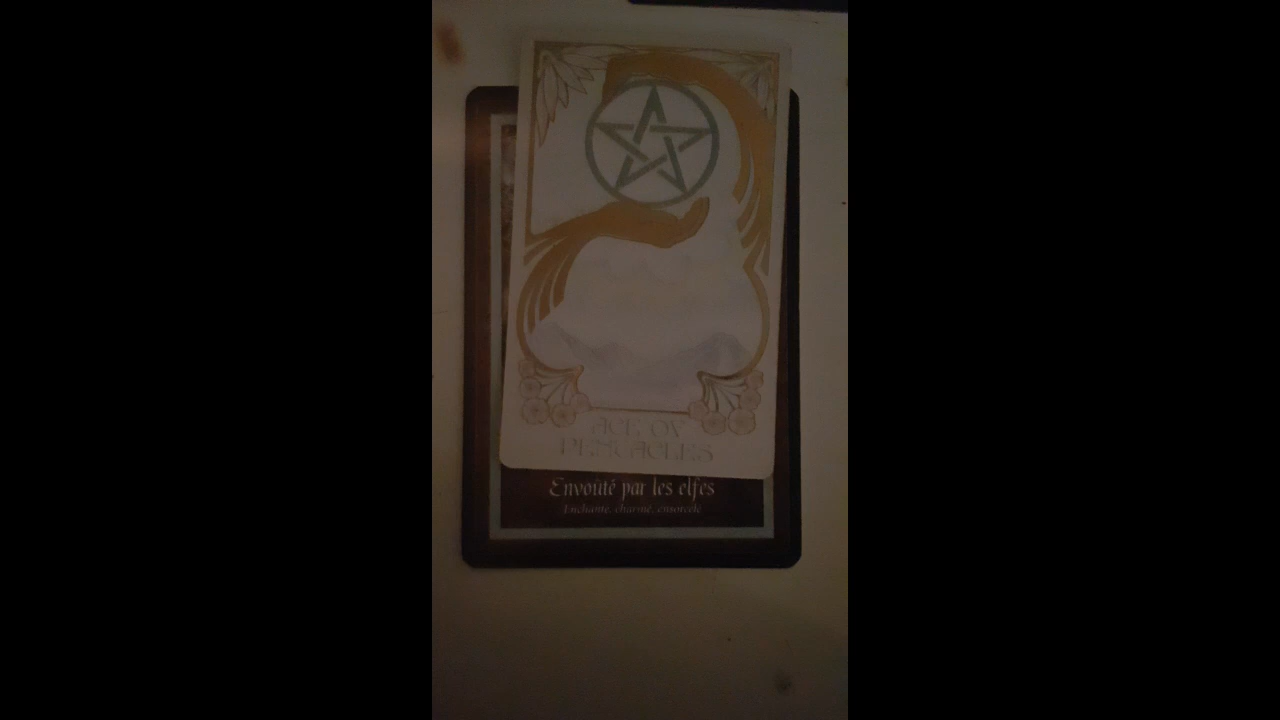 ACE OF
PENTACLES
Envoûté par les elfes
Enchanté, charmé, ensorcelé